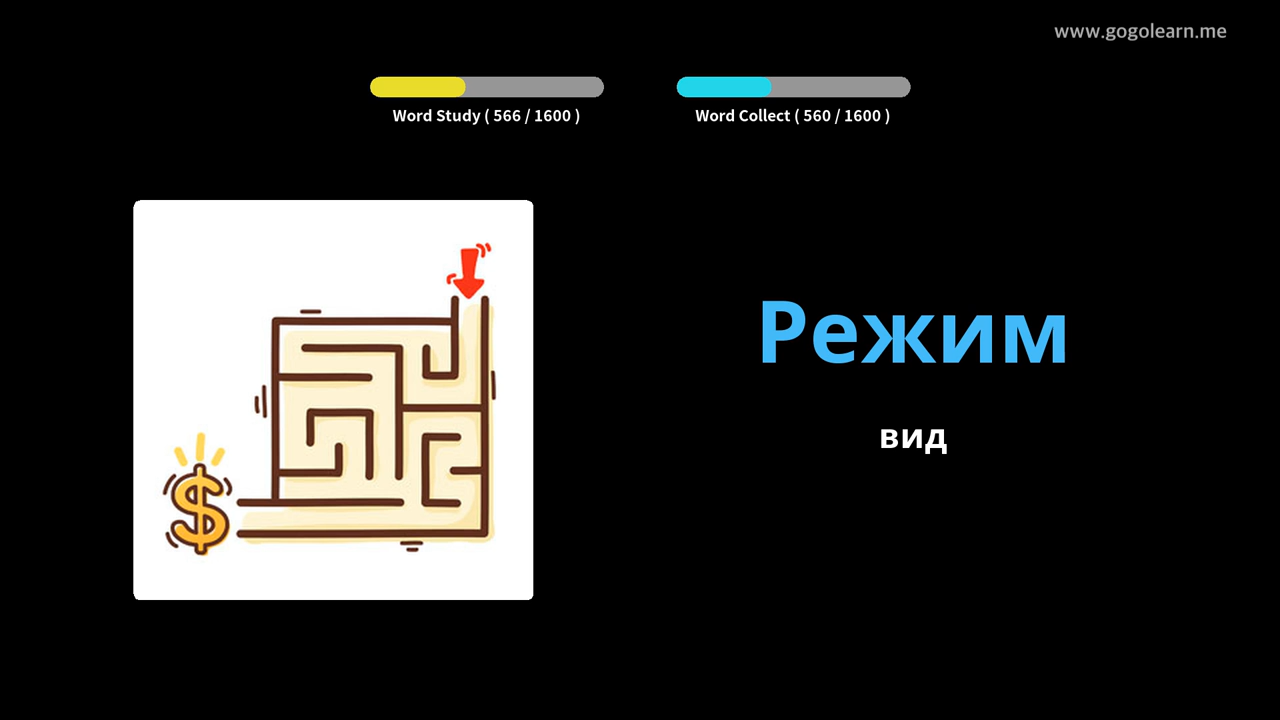 www.gogolearn.me
Word Study ( 566 / 1600 )
Word Collect ( 560 / 1600 )
Режим
вид
$